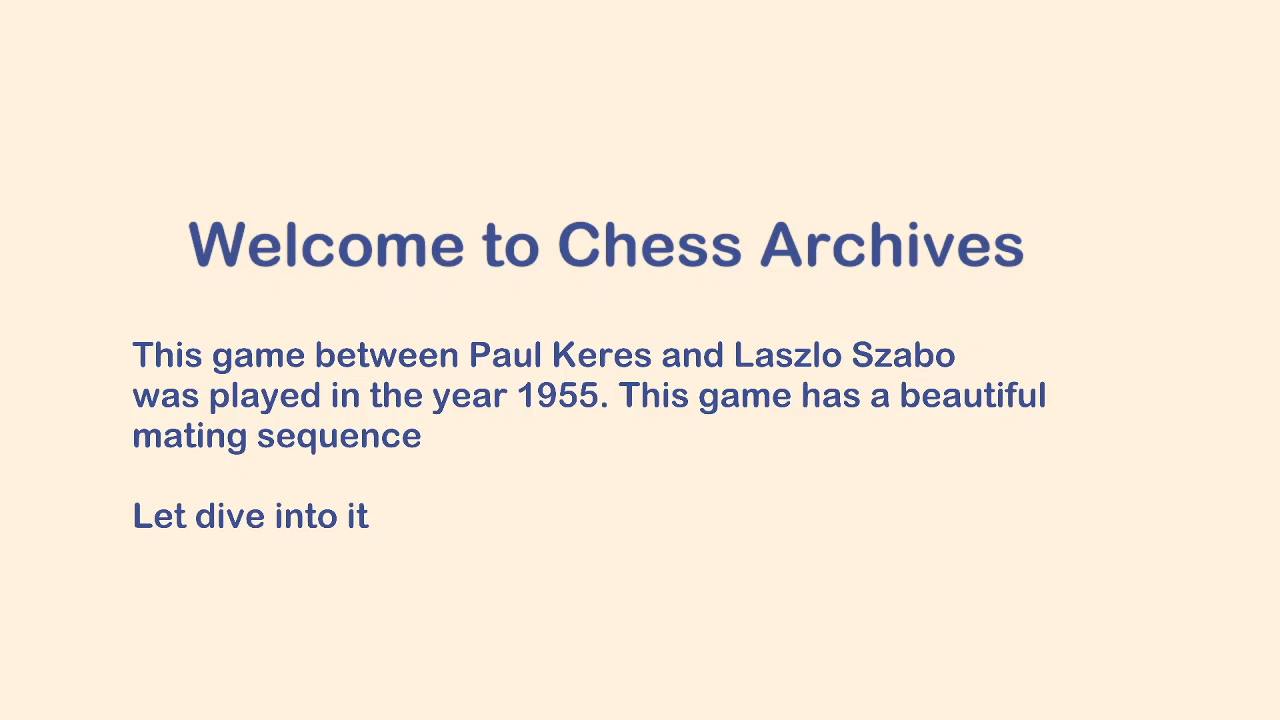 Welcome to Chess Archives
This game between Paul Keres and Laszlo Szabo
was played in the year 1955. This game has a beautiful
mating sequence
Let dive into it